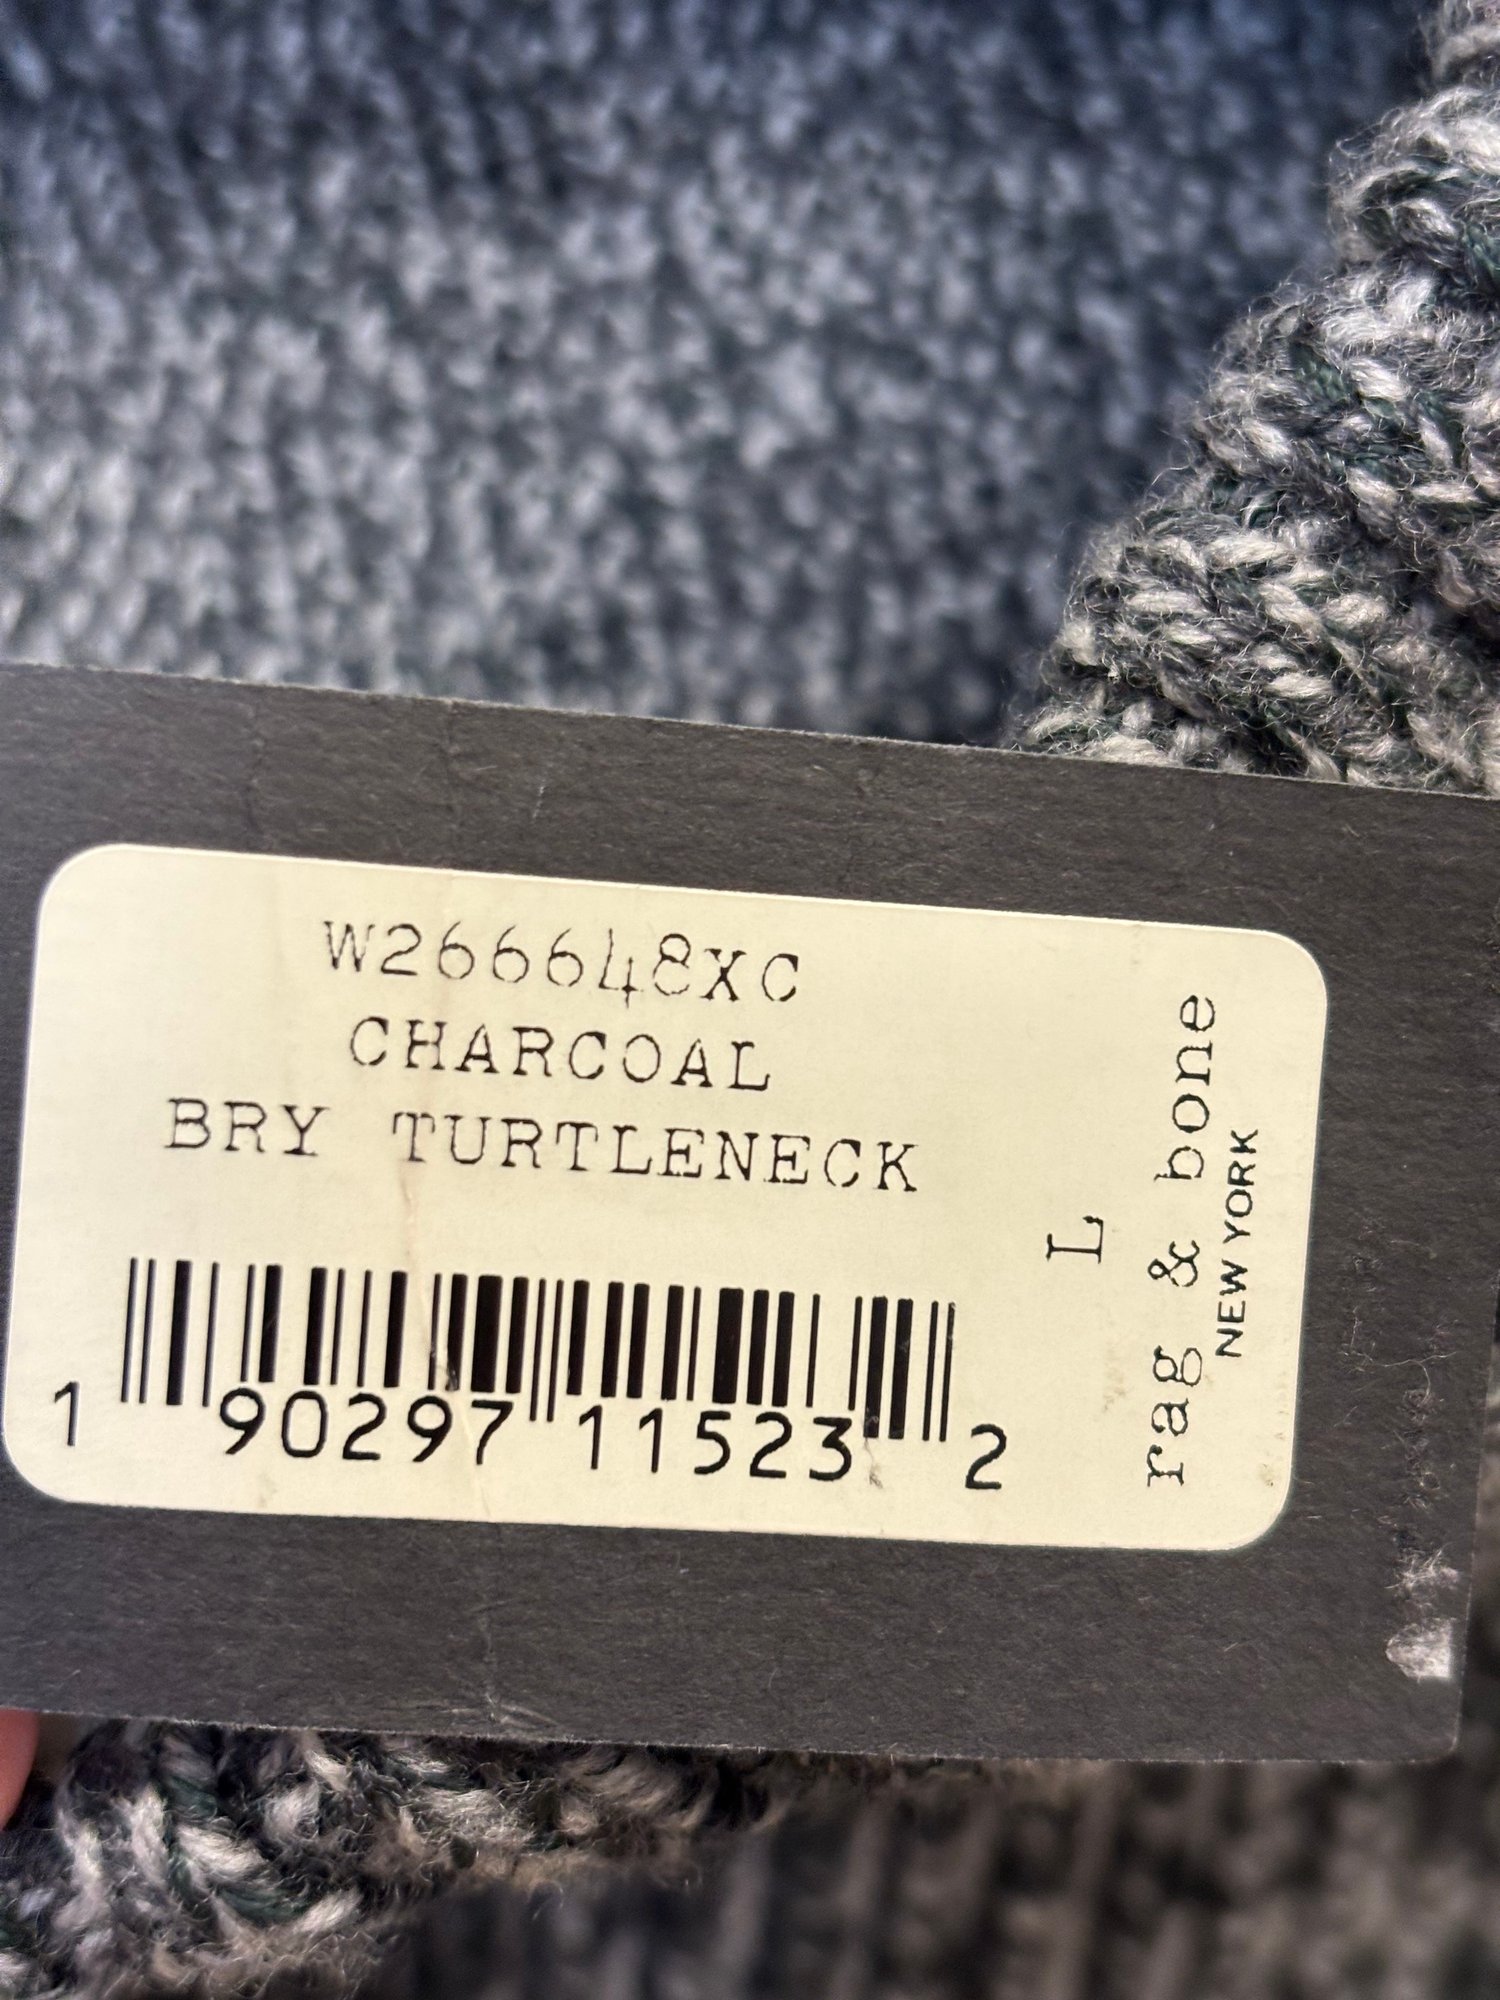 W266648XC
CHARCOAL
BRY TURTLENECK
L
rag & bone
NEW YORK
1 90297 11523 2